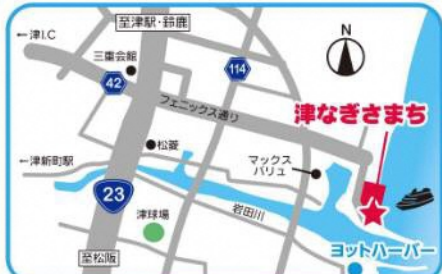 至津駅・鈴鹿
←津I.C
三重会館
42
114
N
フェニックス通り
津なぎさまち
松菱
←津新町駅
マックス
バリュ
23
津球場
岩田川
至松阪
ヨットハーバー